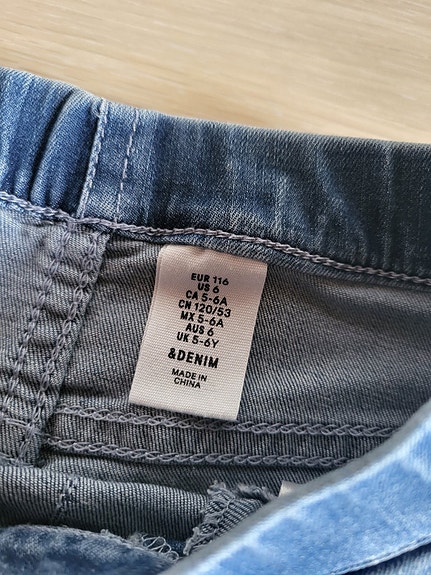 EUR 116
US 6
CA 5-6A
CN 120/53
MX 5-6A
AUS 6
UK 5-6Y
&DENIM
MADE IN
CHINA